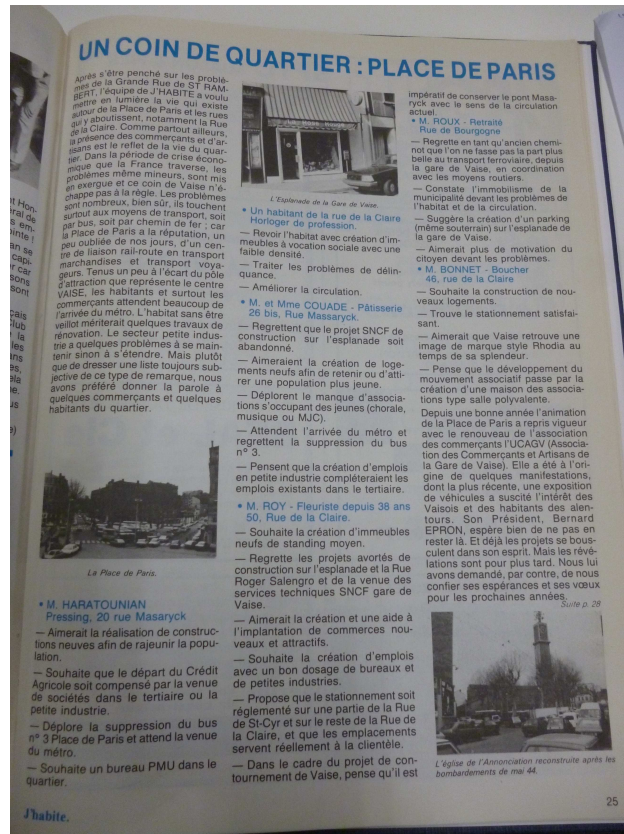 UN COIN DE QUARTIER : PLACE DE PARIS
Après s'être penché sur les problè-
mes de la Grande Rue de ST RAM-
BERT, l'équipe de J'HABITE a voulu
mettre en lumière la vie qui existe
autour de la Place de Paris et les rues
qui y aboutissent, notamment la Rue
de la Claire. Comme partout ailleurs,
la présence des commerçants et d'ar-
tisans est le reflet de la vie du quar-
tier. Dans la période de crise écono-
mique que la France traverse, les
problèmes même mineurs, sont mis
en exergue et ce coin de Vaise n'é-
chappe pas à la règle. Les problèmes
sont nombreux, bien sûr, ils touchent
surtout aux moyens de transport, soit
par bus, soit par chemin de fer ; car
la Place de Paris a la réputation, un
peu oubliée de nos jours, d'un cen-
tre de liaison rail-route en transport
marchandises et transport voya-
geurs. Tenus un peu à l'écart du pôle
d'attraction que représente le centre
VAISE, les habitants et surtout les
commerçants attendent beaucoup de
l'arrivée du métro. L'habitat sans être
veillot mériterait quelques travaux de
rénovation. Le secteur petite indus-
trie a quelques problèmes à se main-
tenir sinon à s'étendre. Mais plutôt
que de dresser une liste toujours sub-
jective de ce type de remarque, nous
avons préféré donner la parole à
quelques commerçants et quelques
habitants du quartier.
La Place de Paris.
• M. HARATOUNIAN
Pressing, 20 rue Masaryck
— Aimerait la réalisation de construc-
tions neuves afin de rajeunir la popu-
lation.
— Souhaite que le départ du Crédit
Agricole soit compensé par la venue
de sociétés dans le tertiaire ou la
petite industrie.
— Déplore la suppression du bus
n° 3 Place de Paris et attend la venue
du métro.
— Souhaite un bureau PMU dans le
quartier.
L'Esplanade de la Gare de Vaise.
• Un habitant de la rue de la Claire
Horloger de profession.
— Revoir l'habitat avec création d'im-
meubles à vocation sociale avec une
faible densité.
— Traiter les problèmes de délin-
quance.
— Améliorer la circulation.
• M. et Mme COUADE - Pâtisserie
26 bis, Rue Massaryck.
— Regrettent que le projet SNCF de
construction sur l'esplanade soit
abandonné.
— Aimeraient la création de loge-
ments neufs afin de retenir ou d'atti-
rer une population plus jeune.
— Déplorent le manque d'associa-
tions s'occupant des jeunes (chorale,
musique ou MJC).
— Attendent l'arrivée du métro et
regrettent la suppression du bus
n° 3.
— Pensent que la création d'emplois
en petite industrie compléteraient les
emplois existants dans le tertiaire.
• M. ROY - Fleuriste depuis 38 ans
50, Rue de la Claire.
— Souhaite la création d'immeubles
neufs de standing moyen.
— Regrette les projets avortés de
construction sur l'esplanade et la Rue
Roger Salengro et de la venue des
services techniques SNCF gare de
Vaise.
— Aimerait la création et une aide à
l'implantation de commerces nou-
veaux et attractifs.
— Souhaite la création d'emplois
avec un bon dosage de bureaux et
de petites industries.
— Propose que le stationnement soit
réglementé sur une partie de la Rue
de St-Cyr et sur le reste de la Rue de
la Claire, et que les emplacements
servent réellement à la clientèle.
— Dans le cadre du projet de con-
tournement de Vaise, pense qu'il est
impératif de conserver le pont Masa-
ryck avec le sens de la circulation
actuel.
• M. ROUX - Retraité
Rue de Bourgogne
— Regrette en tant qu'ancien chemi-
not que l'on ne fasse pas la part plus
belle au transport ferroviaire, depuis
la gare de Vaise, en coordination
avec les moyens routiers.
— Constate l'immobilisme de la
municipalité devant les problèmes de
l'habitat et de la circulation.
— Suggère la création d'un parking
(même souterrain) sur l'esplanade de
la gare de Vaise.
— Aimerait plus de motivation du
citoyen devant les problèmes.
• M. BONNET - Boucher
46, rue de la Claire
— Souhaite la construction de nou-
veaux logements.
— Trouve le stationnement satisfai-
sant.
— Aimerait que Vaise retrouve une
image de marque style Rhodia au
temps de sa splendeur.
— Pense que le développement du
mouvement associatif passe par la
création d'une maison des associa-
tions type salle polyvalente.
Depuis une bonne année l'animation
de la Place de Paris a repris vigueur
avec le renouveau de l'association
des commerçants l'UCAGV (Associa-
tion des Commerçants et Artisans de
la Gare de Vaise). Elle a été à l'ori-
gine de quelques manifestations,
dont la plus récente, une exposition
de véhicules a suscité l'intérêt des
Vaisois et des habitants des alen-
tours. Son Président, Bernard
EPRON, espère bien de ne pas en
rester là. Et déjà les projets se bous-
culent dans son esprit. Mais les révé-
lations sont pour plus tard. Nous lui
avons demandé, par contre, de nous
confier ses espérances et ses vœux
pour les prochaines années.
Suite p. 28
L'église de l'Annonciation reconstruite après les
bombardements de mai 44.
25
J'habite.